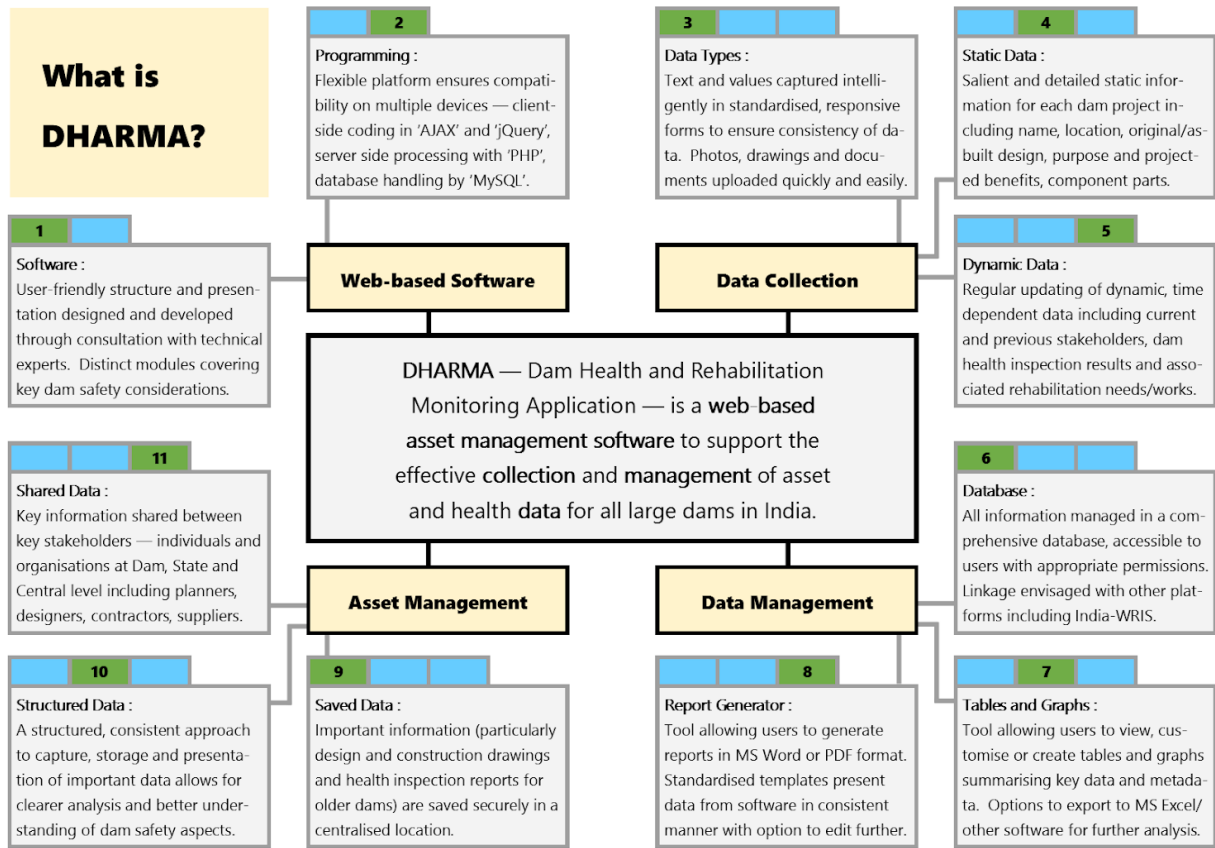 What is
DHARMA?
1
Software :
User-friendly structure and presen-
tation designed and developed
through consultation with technical
experts. Distinct modules covering
key dam safety considerations.
2
Programming :
Flexible platform ensures compati-
bility on multiple devices — client-
side coding in 'AJAX' and 'jQuery',
server side processing with 'PHP',
database handling by 'MySQL'.
3
Data Types :
Text and values captured intelli-
gently in standardised, responsive
forms to ensure consistency of da-
ta. Photos, drawings and docu-
ments uploaded quickly and easily.
4
Static Data :
Salient and detailed static infor-
mation for each dam project in-
cluding name, location, original/as-
built design, purpose and project-
ed benefits, component parts.
5
Dynamic Data :
Regular updating of dynamic, time
dependent data including current
and previous stakeholders, dam
health inspection results and asso-
ciated rehabilitation needs/works.
Web-based Software
Data Collection
DHARMA — Dam Health and Rehabilitation
Monitoring Application — is a web-based
asset management software to support the
effective collection and management of asset
and health data for all large dams in India.
Asset Management
Data Management
6
Database :
All information managed in a com-
prehensive database, accessible to
users with appropriate permissions.
Linkage envisaged with other plat-
forms including India-WRIS.
7
Tables and Graphs :
Tool allowing users to view, cus-
tomise or create tables and graphs
summarising key data and metada-
ta. Options to export to MS Excel/
other software for further analysis.
8
Report Generator :
Tool allowing users to generate
reports in MS Word or PDF format.
Standardised templates present
data from software in consistent
manner with option to edit further.
9
Saved Data :
Important information (particularly
design and construction drawings
and health inspection reports for
older dams) are saved securely in a
centralised location.
10
Structured Data :
A structured, consistent approach
to capture, storage and presenta-
tion of important data allows for
clearer analysis and better under-
standing of dam safety aspects.
11
Shared Data :
Key information shared between
key stakeholders — individuals and
organisations at Dam, State and
Central level including planners,
designers, contractors, suppliers.